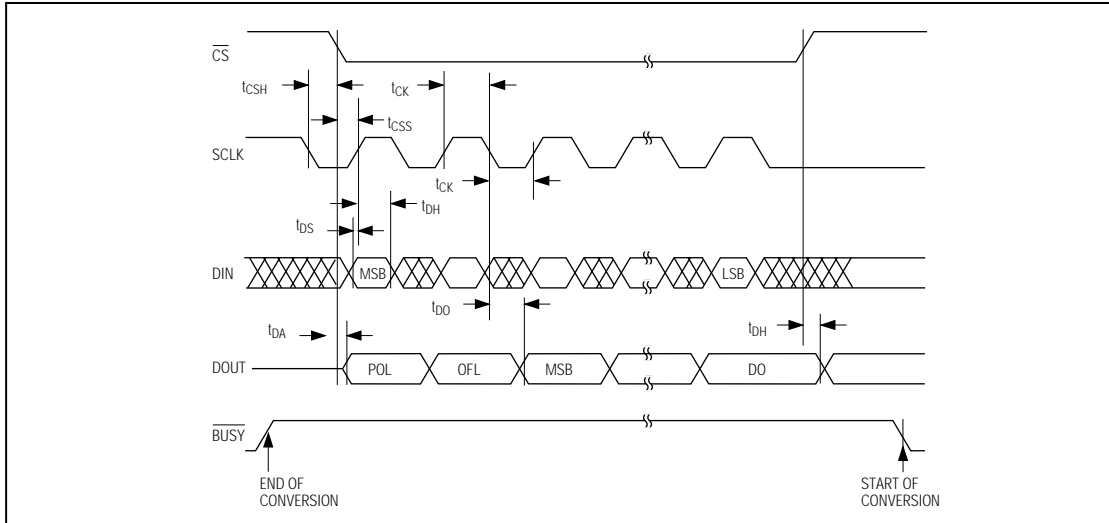 CS
tCSH
tCK
tCSS
SCLK
tCK
tDH
tDS
DIN
MSB
LSB
tDO
tDA
tDH
DOUT
POL
OFL
MSB
DO
BUSY
END OF
CONVERSION
START OF
CONVERSION